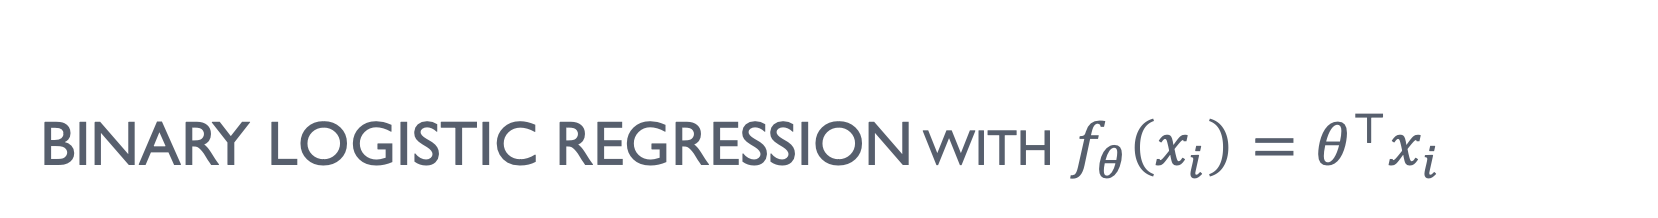 BINARY LOGISTIC REGRESSION WITH 𝑓𝜃(𝑥𝑖) = 𝜃⊤𝑥𝑖